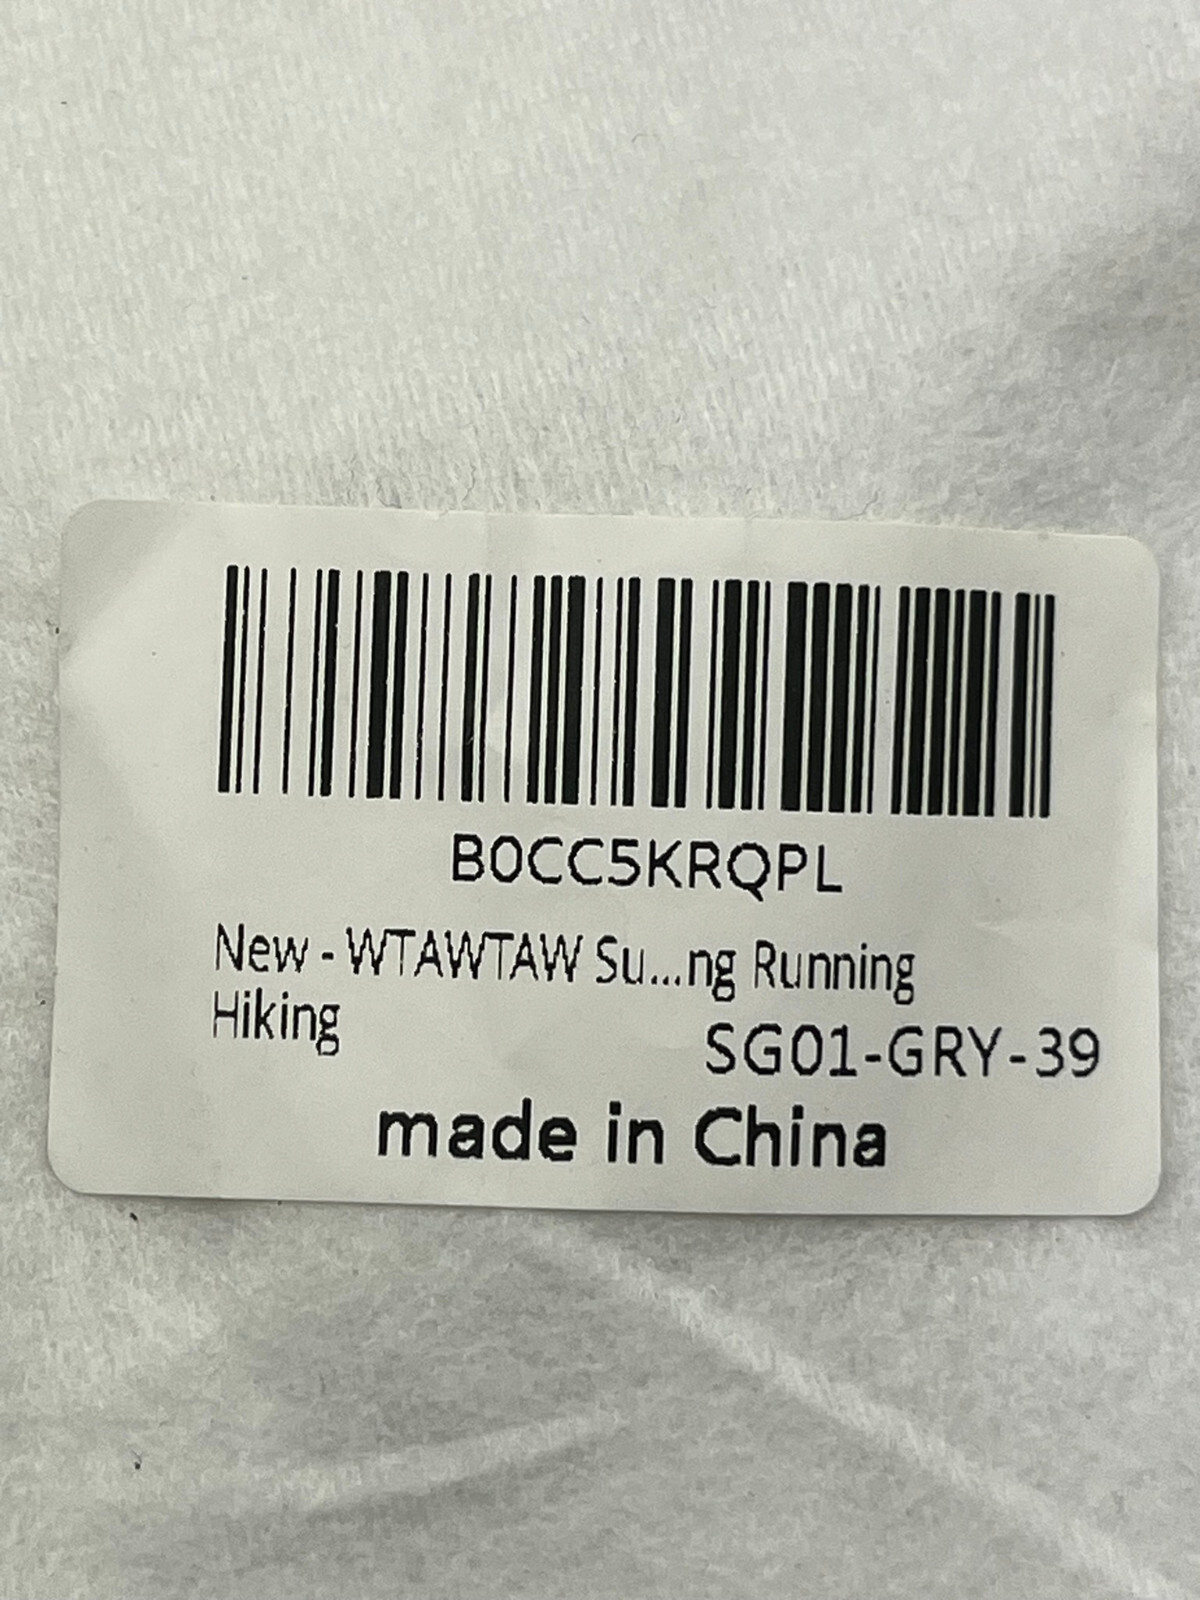 B0CC5KRQPL
New - WTAWTAW Su...ng Running
Hiking
SG01-GRY-39
made in China